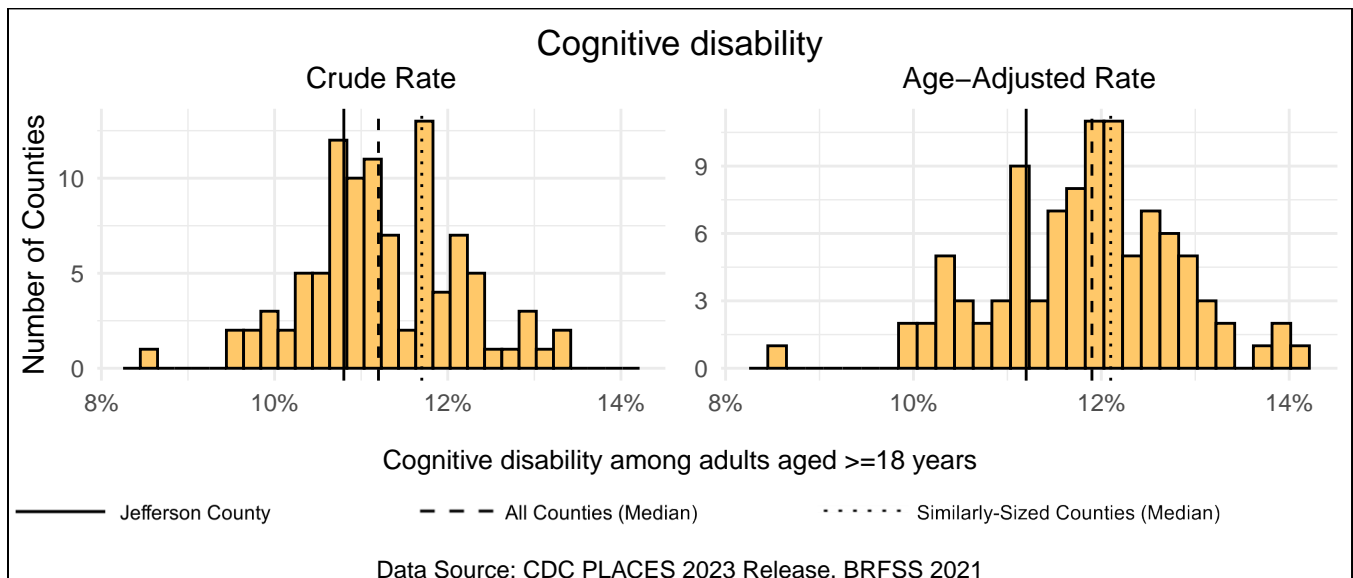 Cognitive disability
Crude Rate
Age−Adjusted Rate
Number of Counties
10
5
0
8%
10%
12%
14%
9
6
3
0
8%
10%
12%
14%
Cognitive disability among adults aged >=18 years
Jefferson County
All Counties (Median)
Similarly-Sized Counties (Median)
Data Source: CDC PLACES 2023 Release, BRFSS 2021